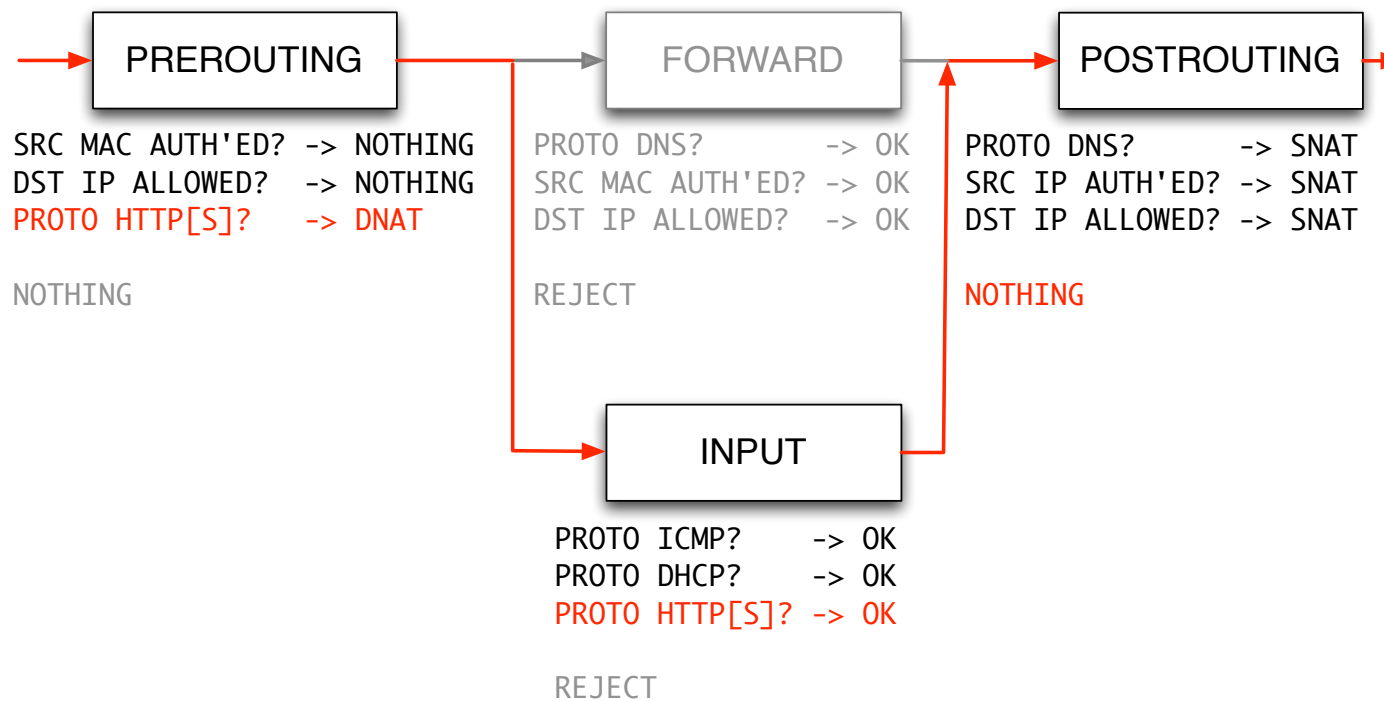 PREROUTING
SRC MAC AUTH'ED? -> NOTHING
DST IP ALLOWED? -> NOTHING
PROTO HTTP[S]? -> DNAT
NOTHING
FORWARD
PROTO DNS? -> OK
SRC MAC AUTH'ED? -> OK
DST IP ALLOWED? -> OK
REJECT
POSTROUTING
PROTO DNS? -> SNAT
SRC IP AUTH'ED? -> SNAT
DST IP ALLOWED? -> SNAT
NOTHING
INPUT
PROTO ICMP? -> OK
PROTO DHCP? -> OK
PROTO HTTP[S]? -> OK
REJECT